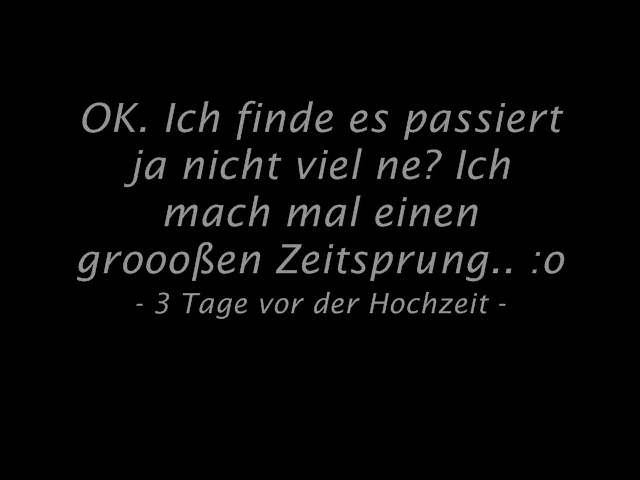 OK. Ich finde es passiert
ja nicht viel ne? Ich
mach mal einen
groooßen Zeitsprung.. :o
- 3 Tage vor der Hochzeit -